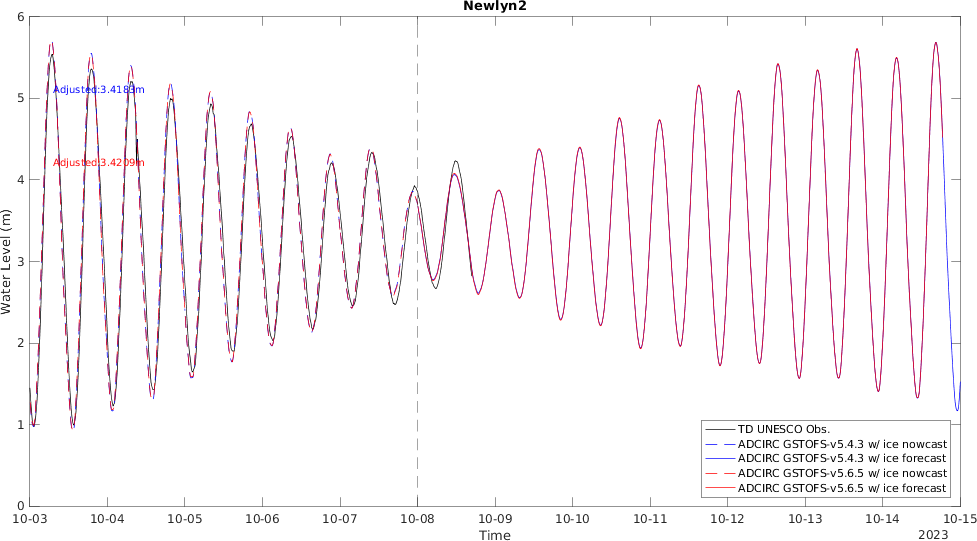 Newlyn2
6
5
4
3
2
1
0
Water Level (m)
Adjusted:3.4183m
Adjusted:3.4209m
TD UNESCO Obs.
ADCIRC GSTOFS-v5.4.3 w/ ice nowcast
ADCIRC GSTOFS-v5.4.3 w/ ice forecast
ADCIRC GSTOFS-v5.6.5 w/ ice nowcast
ADCIRC GSTOFS-v5.6.5 w/ ice forecast
10-03 10-04 10-05 10-06 10-07 10-08 10-09 10-10 10-11 10-12 10-13 10-14 10-15
Time
2023